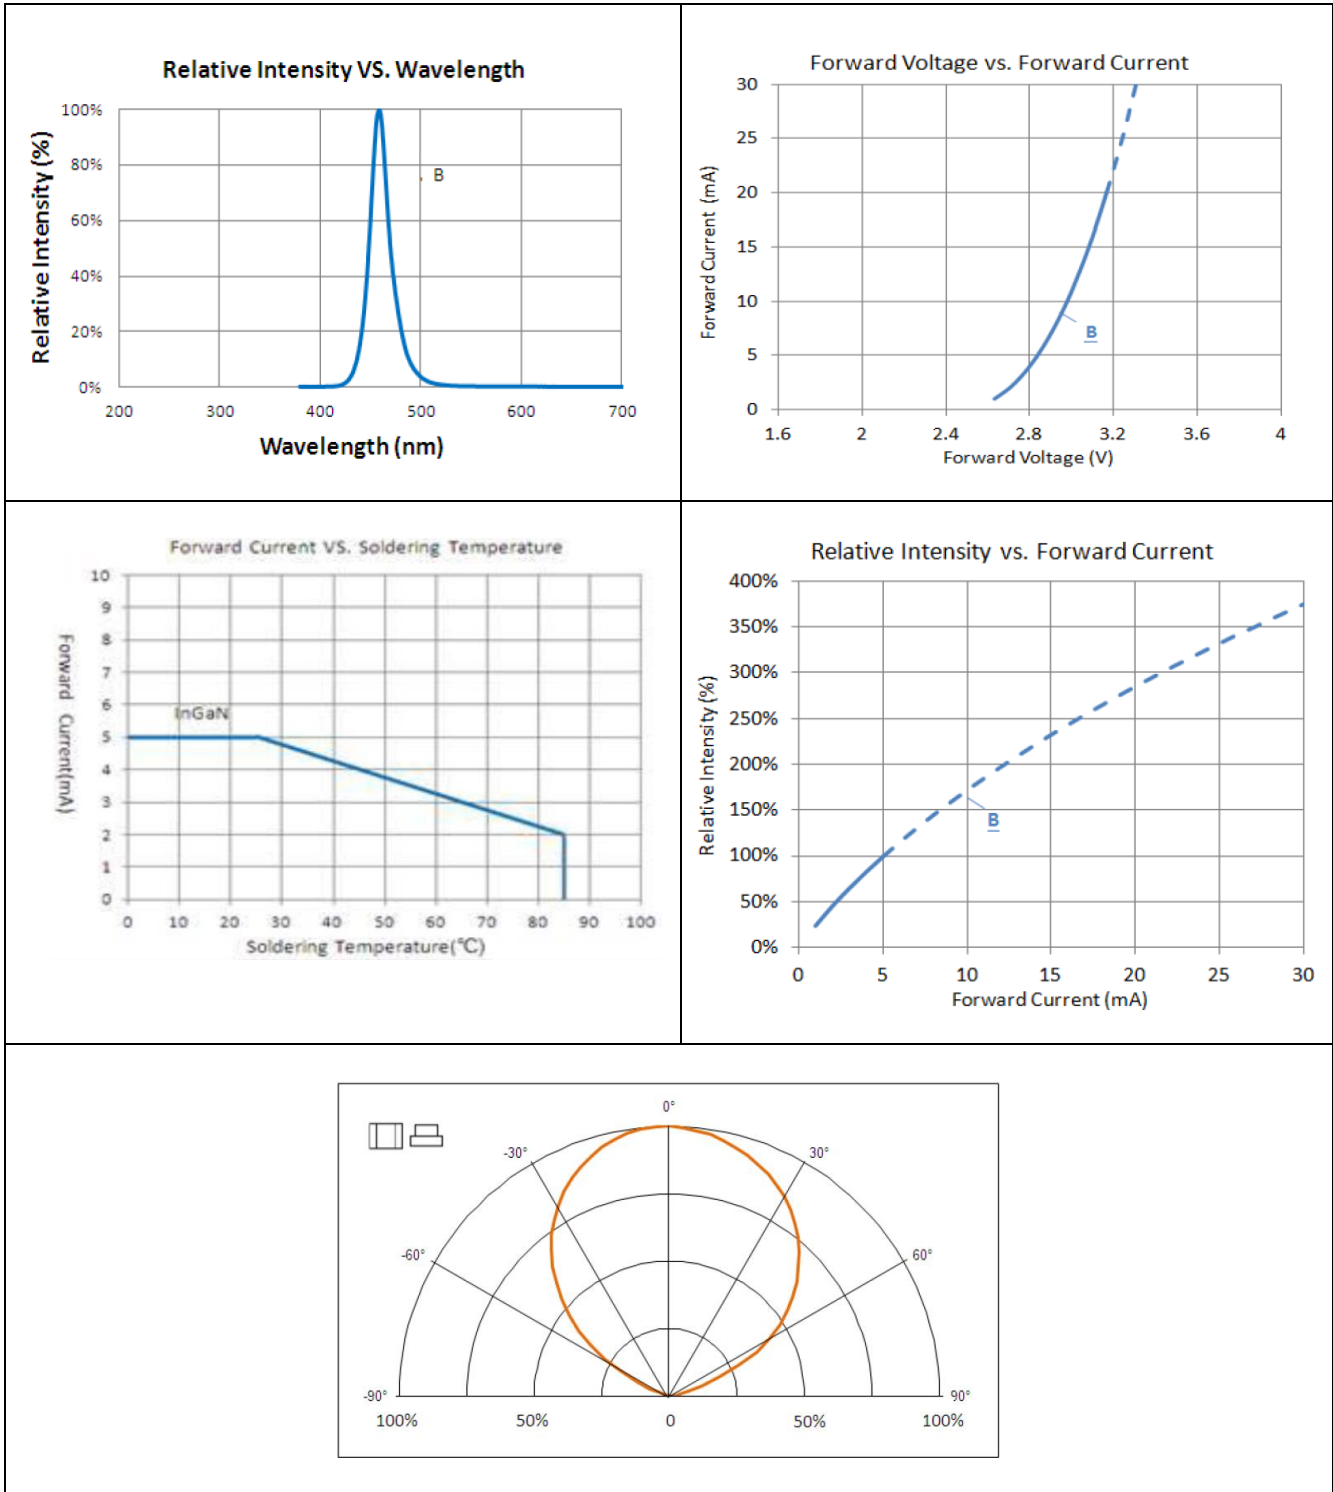 Relative Intensity VS. Wavelength
Relative Intensity (%)
100%
80%
60%
40%
20%
0%
. B
200 300 400 500 600 700
Wavelength (nm)
Forward Voltage vs. Forward Current
Forward Current (mA)
30
25
20
15
10
5
0
B
1.6 2 2.4 2.8 3.2 3.6 4
Forward Voltage (V)
Forward Current VS. Soldering Temperature
Forward Current(mA)
10
9
8
7
6
5
4
3
2
1
0
InGaN
0 10 20 30 40 50 60 70 80 90 100
Soldering Temperature(℃)
Relative Intensity vs. Forward Current
Relative Intensity (%)
400%
350%
300%
250%
200%
150%
100%
50%
0%
B
0 5 10 15 20 25 30
Forward Current (mA)
0°
-30° 30°
-60° 60°
-90° 90°
100% 50% 0 50% 100%